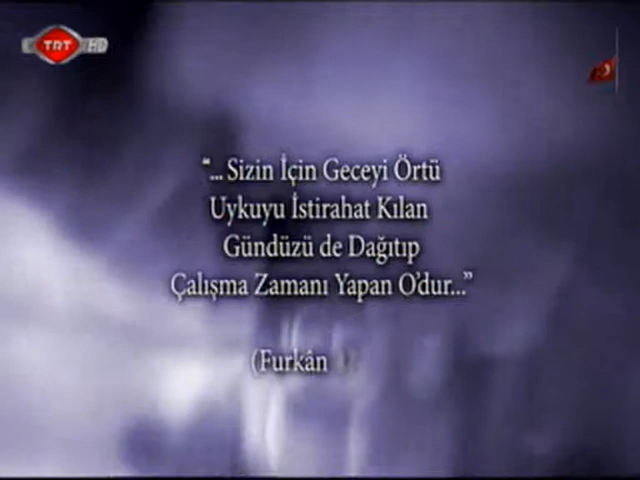 TRT HD
"... Sizin İçin Geceyi Örtü
Uykuyu İstirahat Kılan
Gündüzü de Dağıtıp
Çalışma Zamanı Yapan O'dur..."
(Furkân